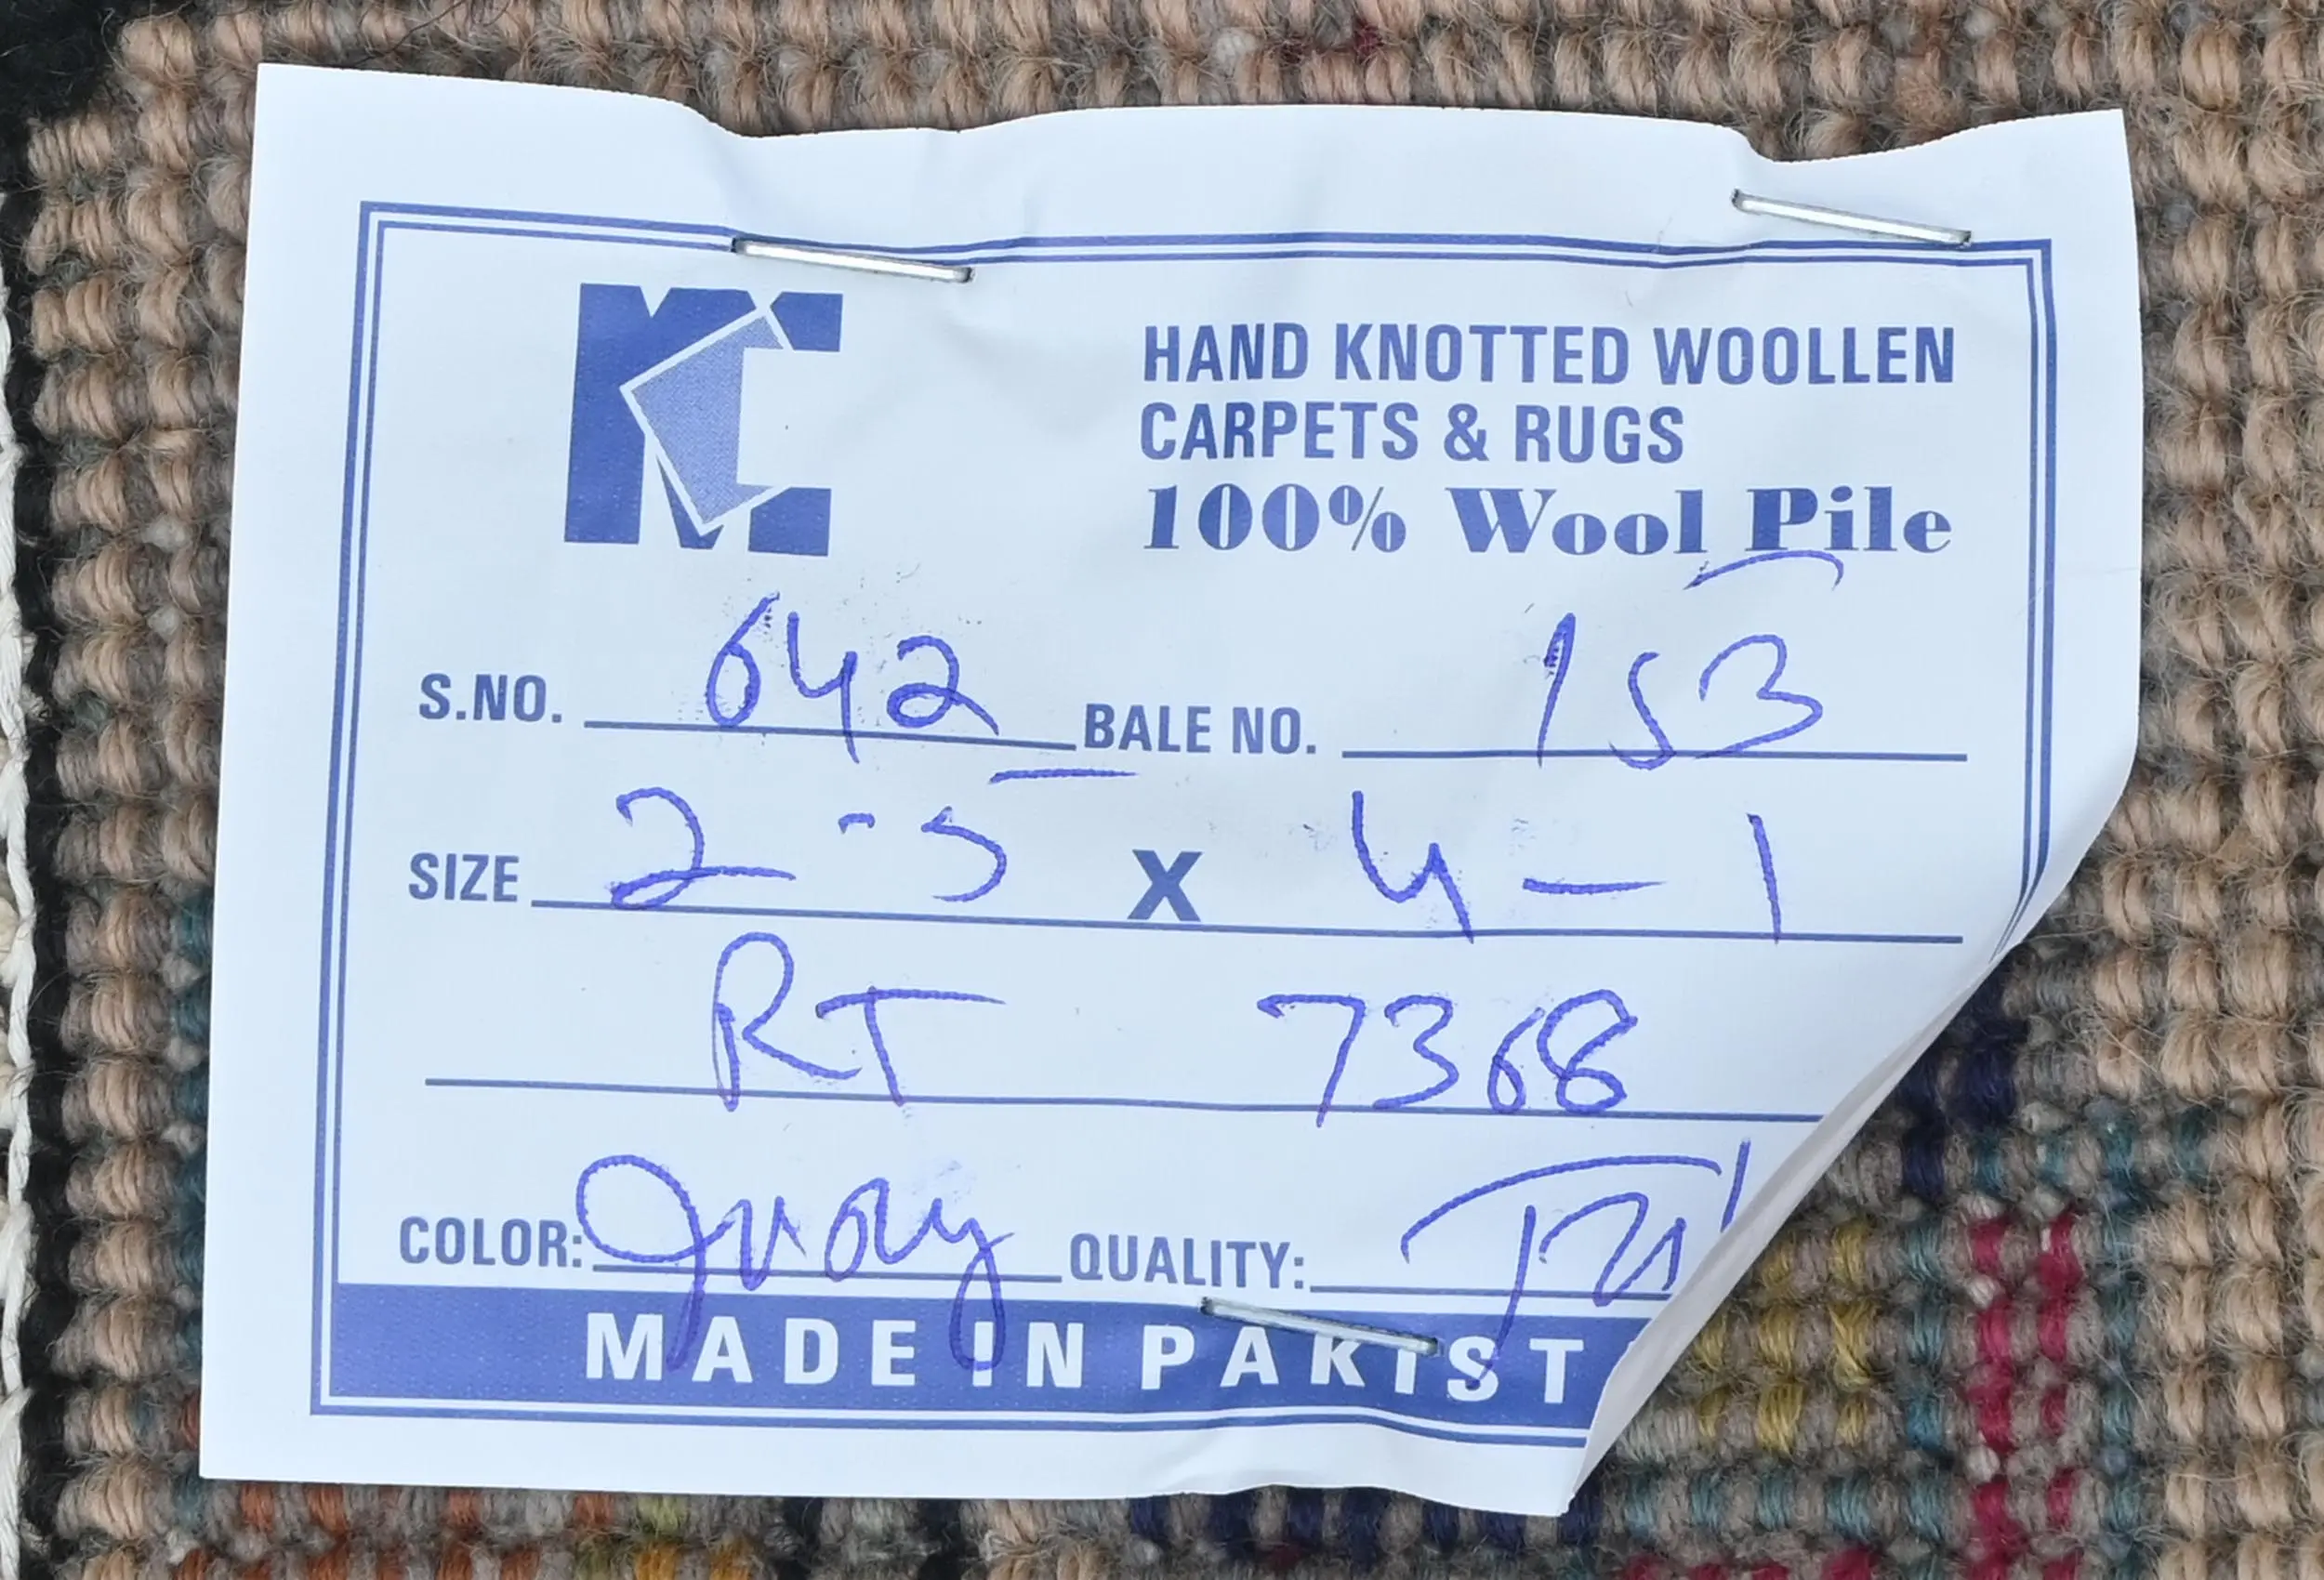 MC
HAND KNOTTED WOOLLEN
CARPETS & RUGS
100% Wool Pile
S.NO. 642 BALE NO. 153
SIZE 2-5 X 4-1
RT 7368
COLOR: Gray QUALITY:
MADE IN PAKIST